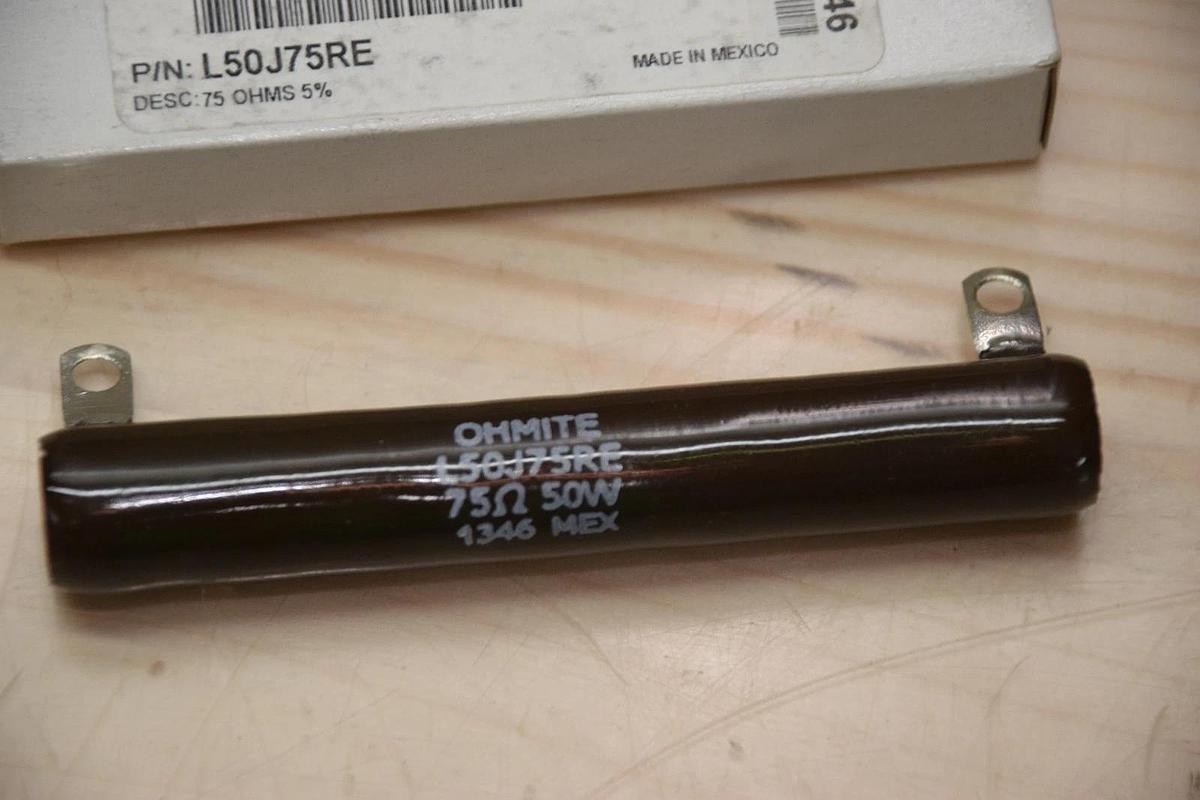 P/N: L50J75RE
DESC: 75 OHMS 5%
MADE IN MEXICO
46
OHMITE
L50J75RE
75Ω 50W
1346 MEX